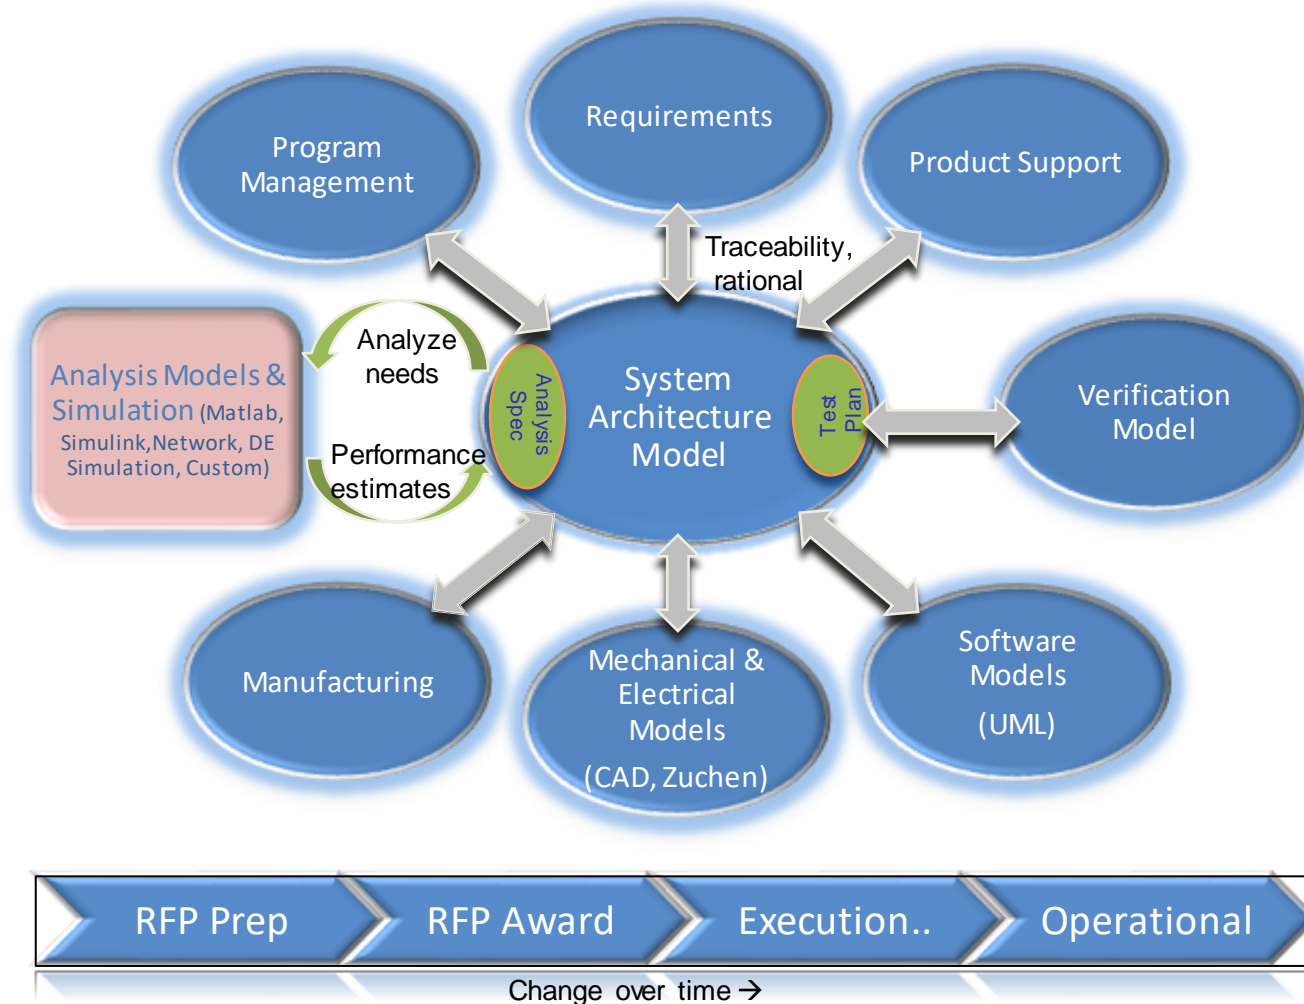 Requirements
Program
Management
Product Support
Traceability,
rational
Analyze
needs
Analysis Models &
Simulation (Matlab,
Simulink,Network, DE
Simulation, Custom)
Performance
estimates
Analysis
Spec
System
Architecture
Model
Test
Plan
Verification
Model
Manufacturing
Mechanical &
Electrical
Models
(CAD, Zuchen)
Software
Models
(UML)
RFP Prep
RFP Award
Execution..
Operational
Change over time →